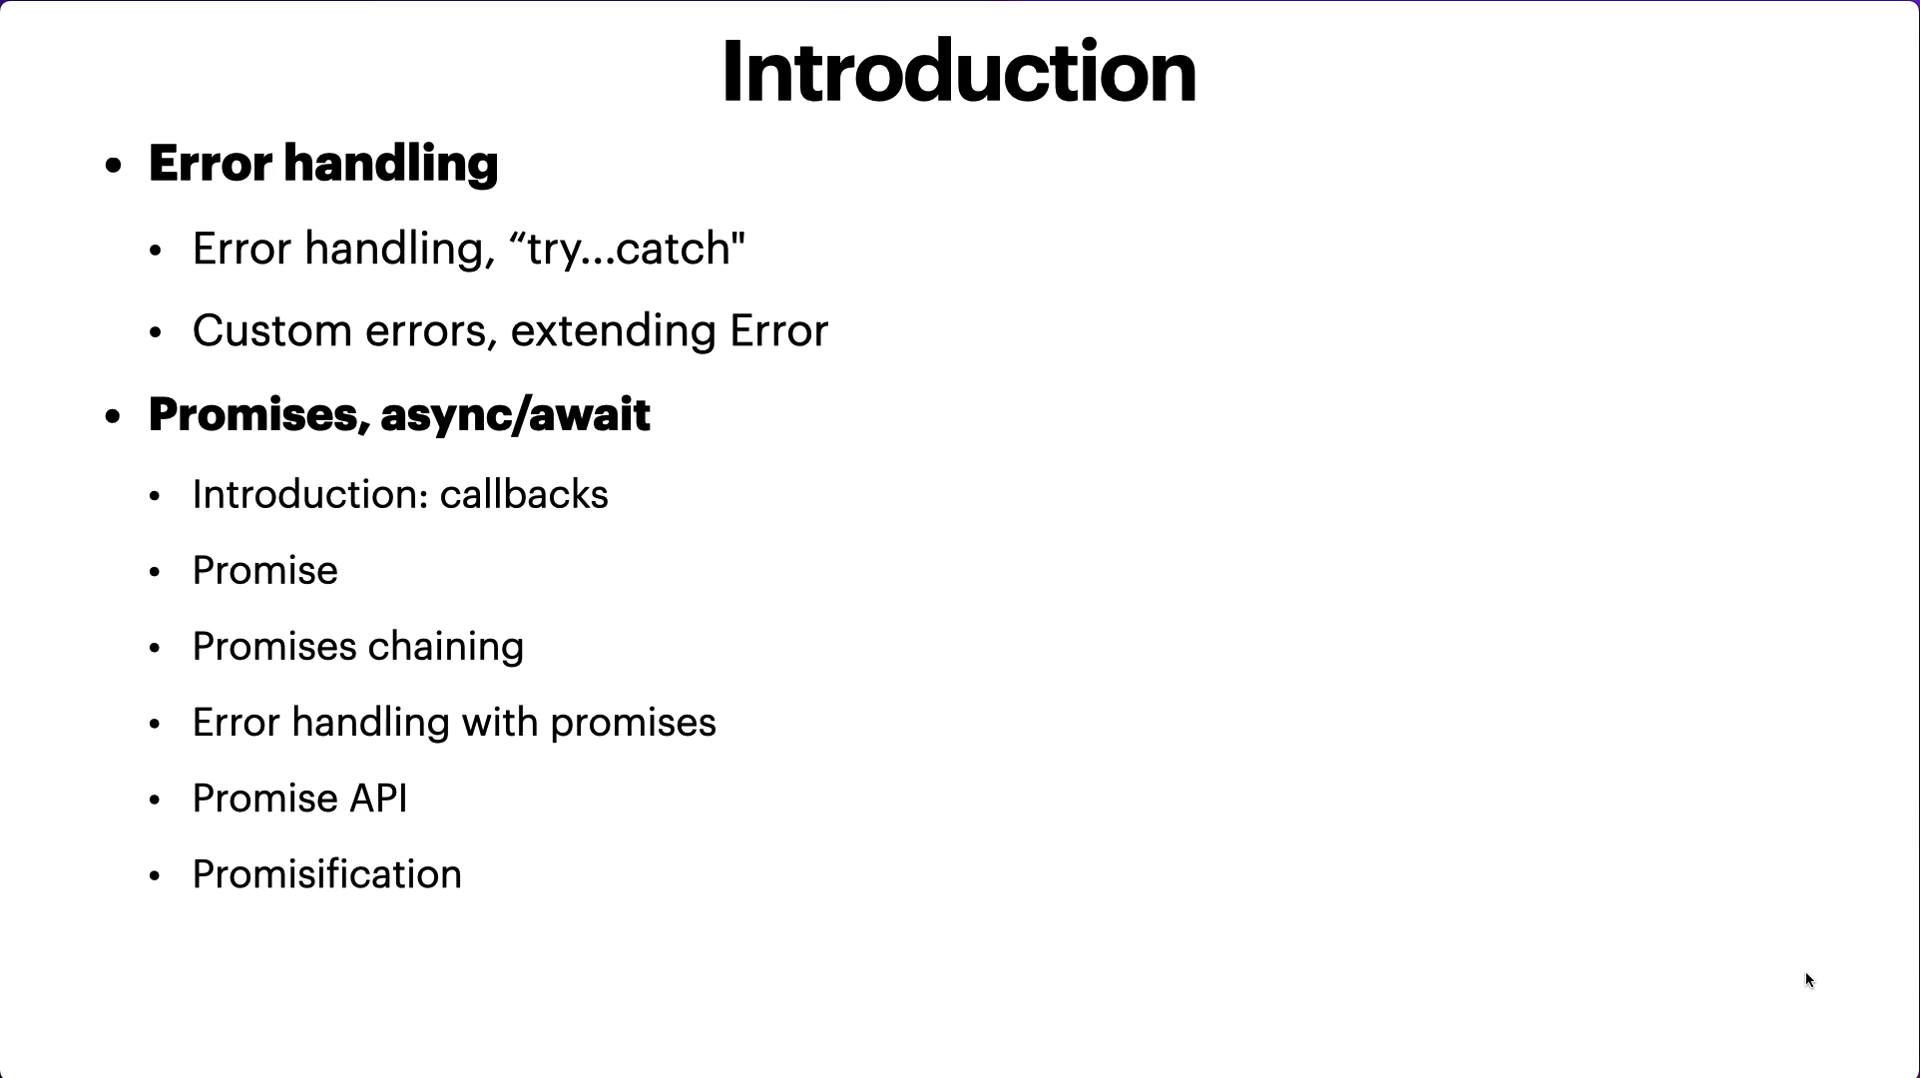 Introduction
• Error handling
• Error handling, “try...catch"
• Custom errors, extending Error
• Promises, async/await
• Introduction: callbacks
• Promise
• Promises chaining
• Error handling with promises
• Promise API
• Promisification